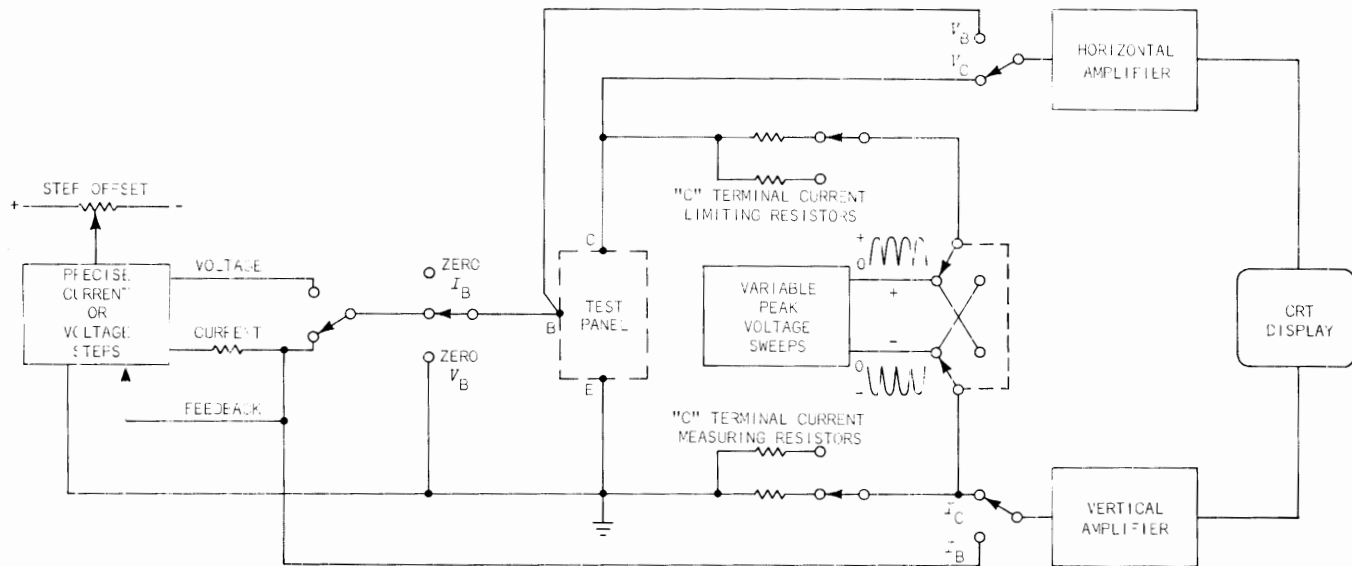 V_B
V_C
HORIZONTAL
AMPLIFIER
STEP OFFSET
+ -
"C" TERMINAL CURRENT
LIMITING RESISTORS
C
+
0
PRECISE
CURRENT
OR
VOLTAGE
STEPS
VOLTAGE
CURRENT
FEEDBACK
ZERO
I_B
ZERO
V_B
B
TEST
PANEL
E
VARIABLE
PEAK
VOLTAGE
SWEEPS
+
-
0
-
CRT
DISPLAY
"C" TERMINAL CURRENT
MEASURING RESISTORS
I_C
I_B
VERTICAL
AMPLIFIER